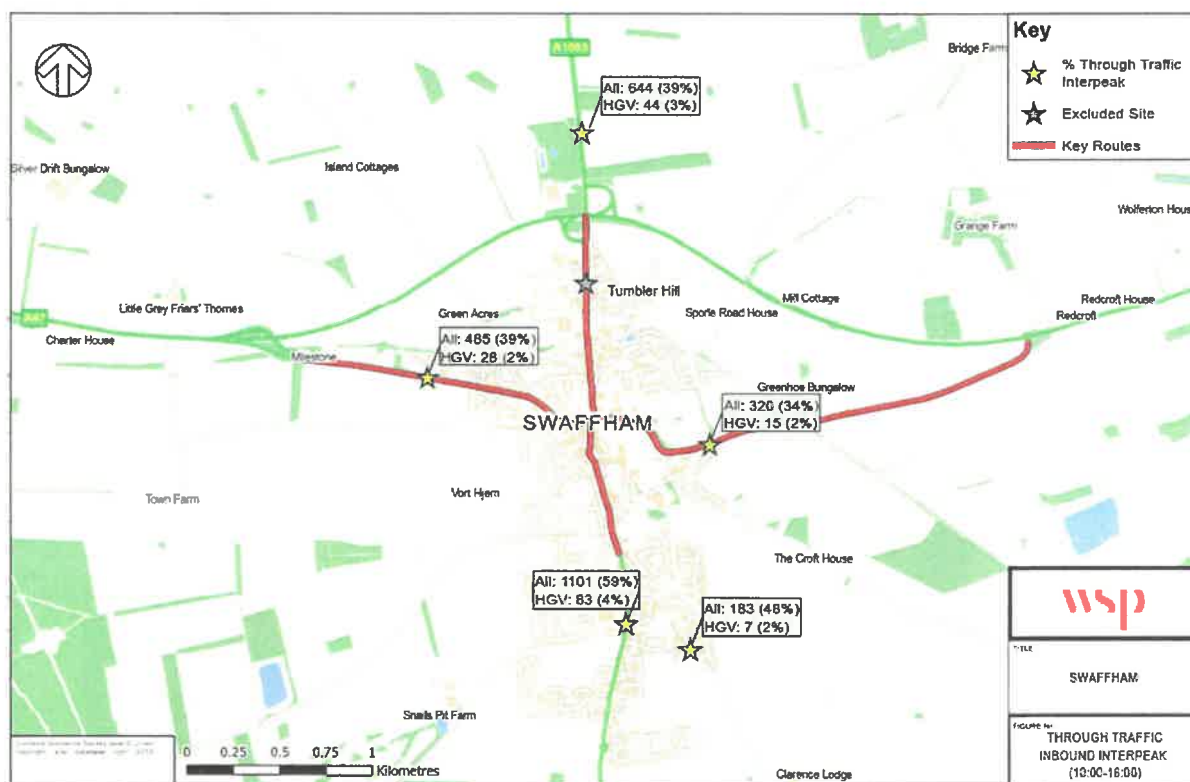 A1065
Bridge Farm
Key
% Through Traffic
Interpeak
Excluded Site
Key Routes
All: 644 (39%)
HGV: 44 (3%)
Silver Drift Bungalow
Island Cottages
Wolferton House
Grange Farm
Tumbler Hill
Mill Cottage
Sporle Road House
Redcroft House
Redcroft
Little Grey Friars' Thornes
Green Acres
Charter House
Milestone
All: 465 (39%)
HGV: 28 (2%)
Greenhoe Bungalow
All: 320 (34%)
HGV: 15 (2%)
SWAFFHAM
Town Farm
Vort Hjem
The Croft House
All: 1101 (59%)
HGV: 83 (4%)
All: 183 (48%)
HGV: 7 (2%)
wsp
TITLE
SWAFFHAM
Snails Pit Farm
FIGURE No
THROUGH TRAFFIC
INBOUND INTERPEAK
(10:00-16:00)
0 0.25 0.5 0.75 1
Kilometres
Clarence Lodge